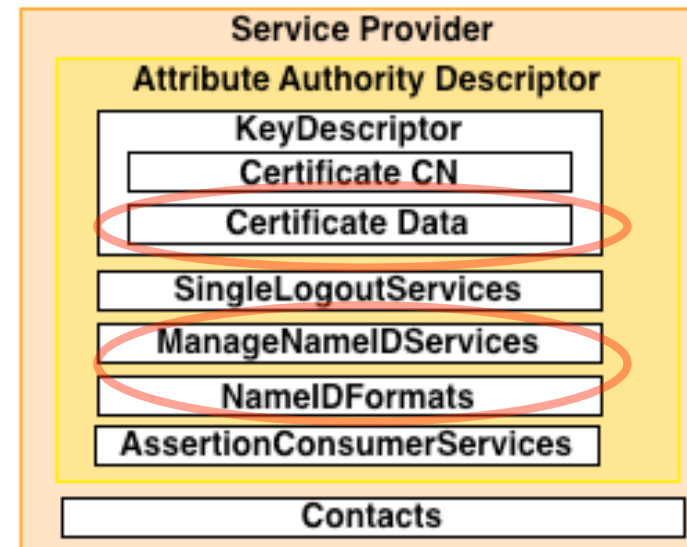 Service Provider
Attribute Authority Descriptor
KeyDescriptor
Certificate CN
Certificate Data
SingleLogoutServices
ManageNameIDServices
NameIDFormats
AssertionConsumerServices
Contacts